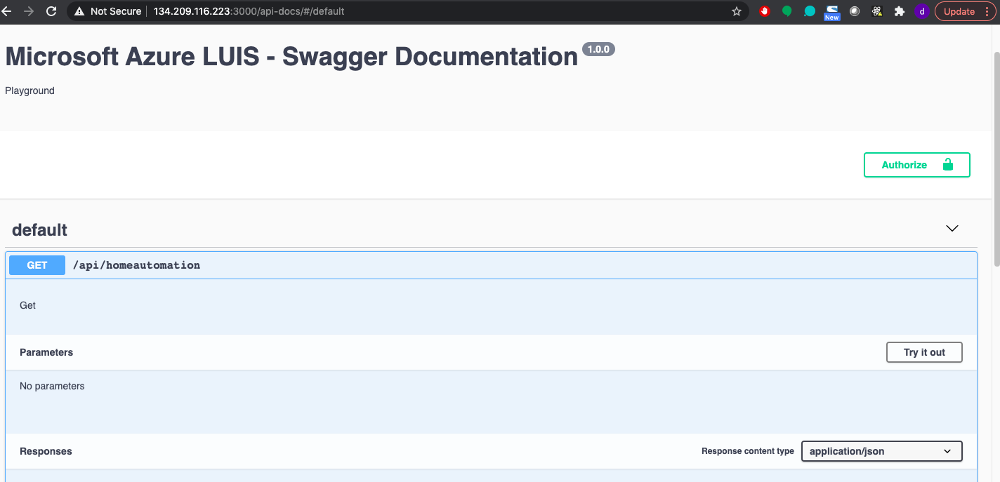 Not Secure 134.209.116.223:3000/api-docs/#/default New d Update
Microsoft Azure LUIS - Swagger Documentation 1.0.0
Playground
Authorize
default
GET /api/homeautomation
Get
Parameters Try it out
No parameters
Responses Response content type application/json